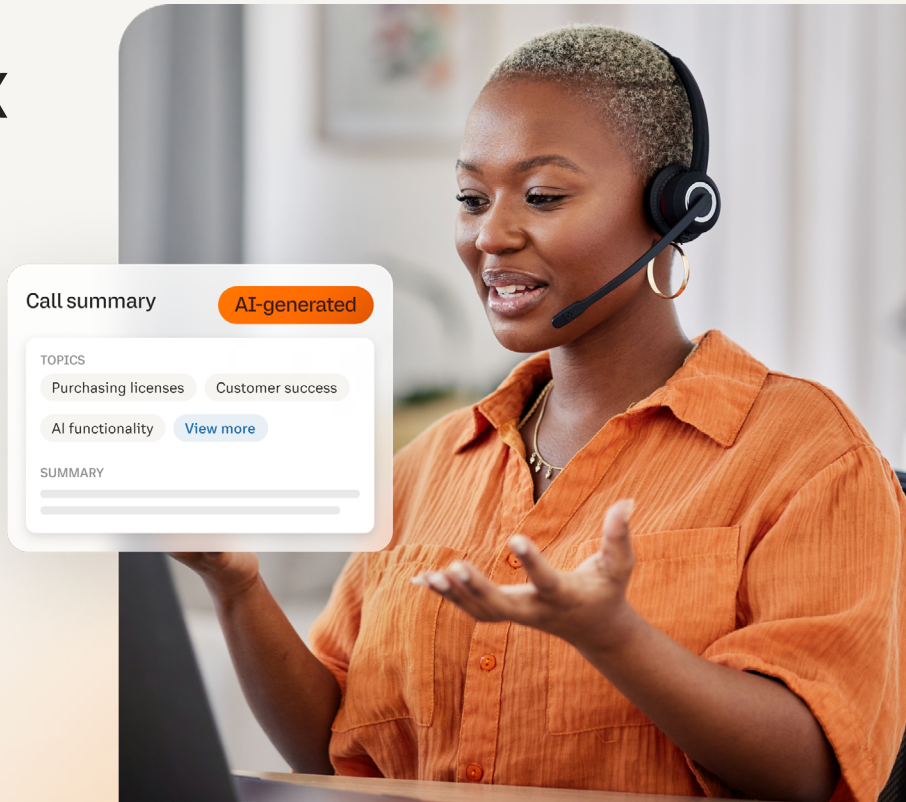 Call summary
AI-generated
TOPICS
Purchasing licenses
Customer success
AI functionality
View more
SUMMARY